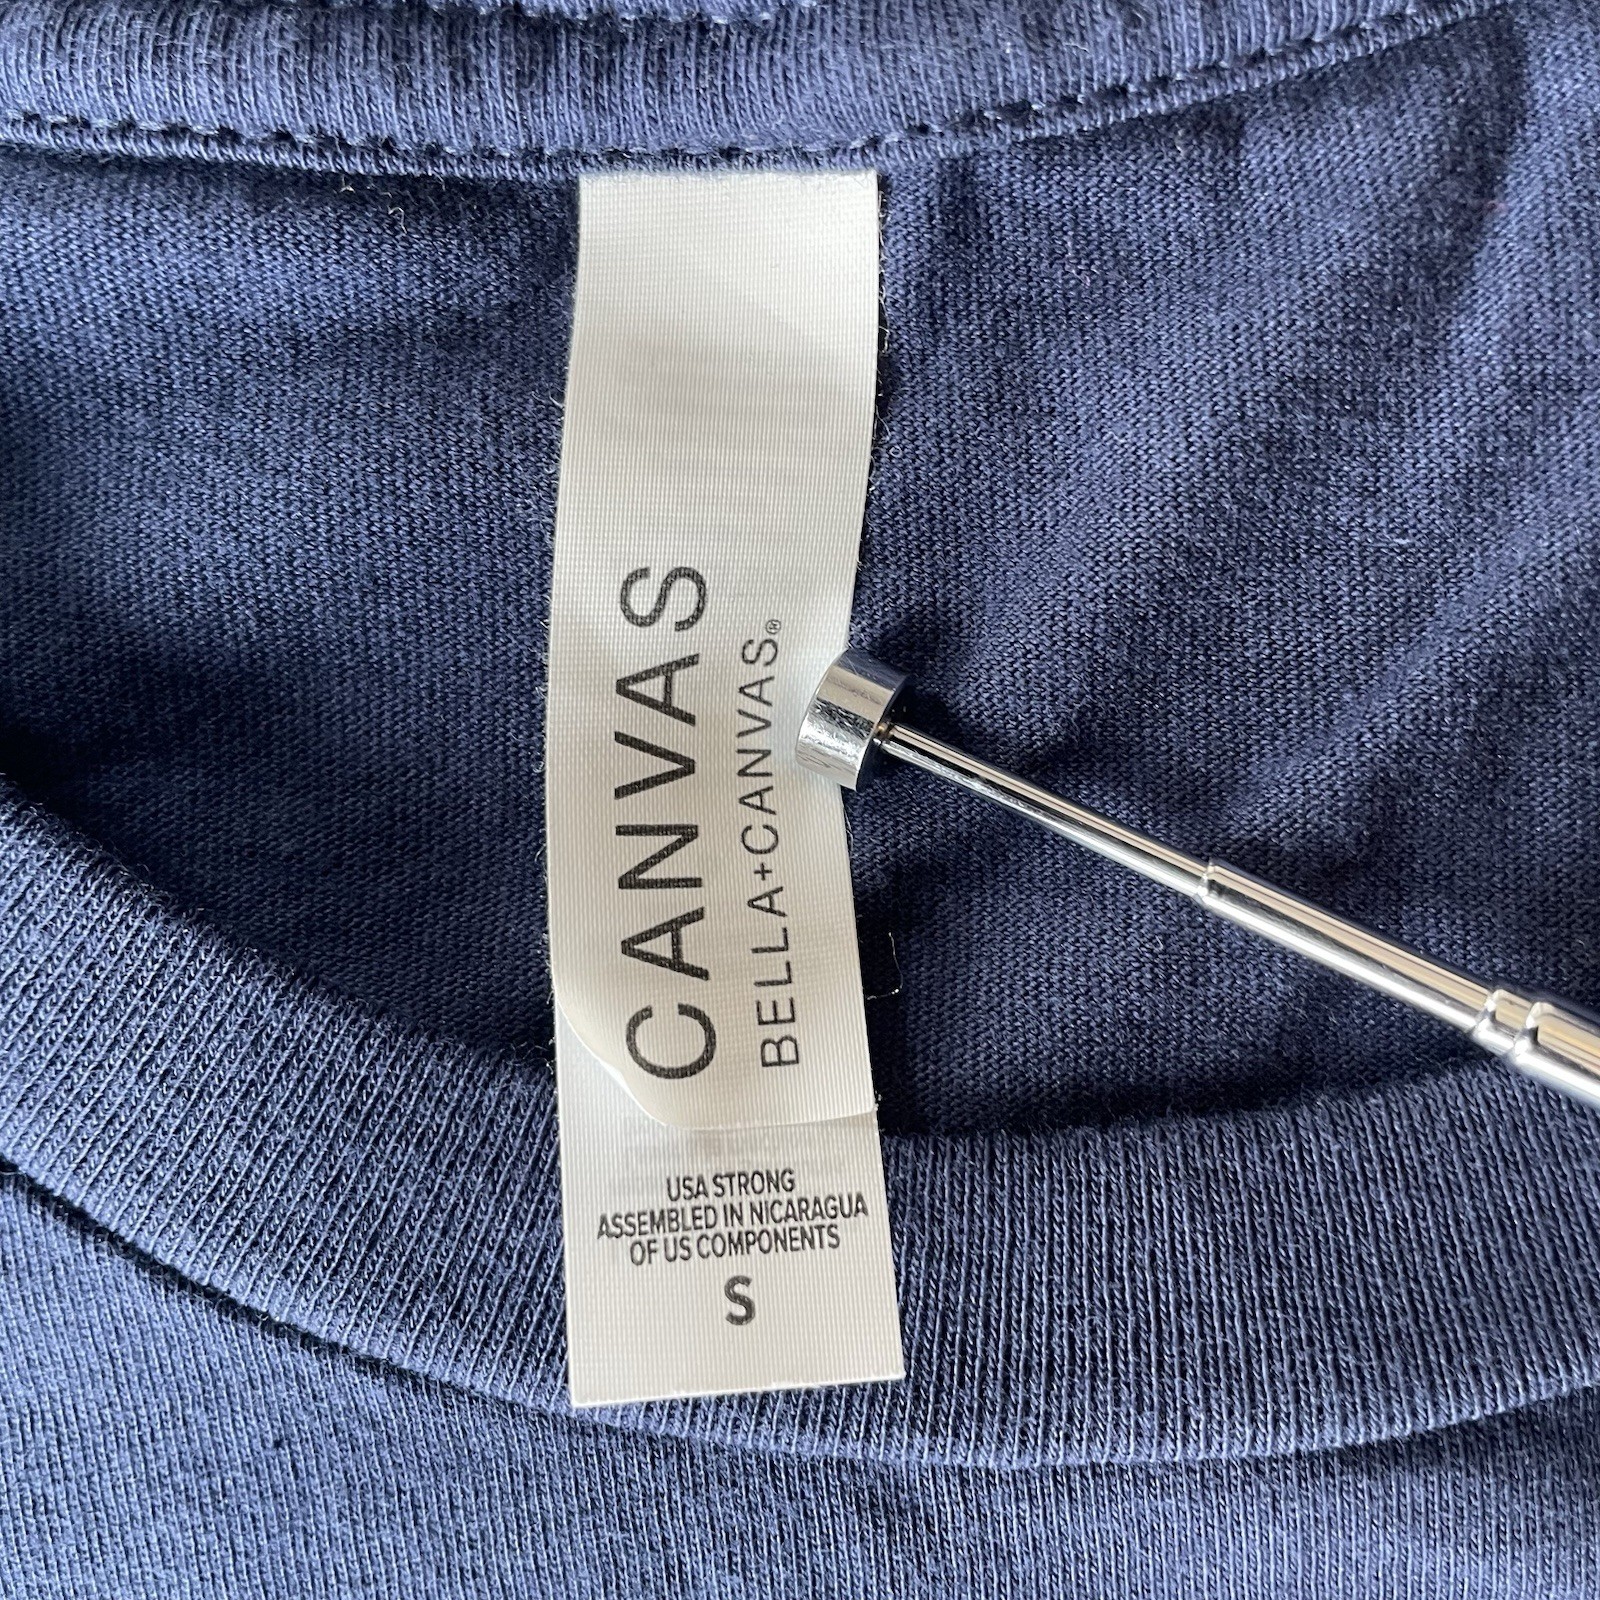 CANVAS
BELLA+CANVAS®
USA STRONG
ASSEMBLED IN NICARAGUA
OF US COMPONENTS
S